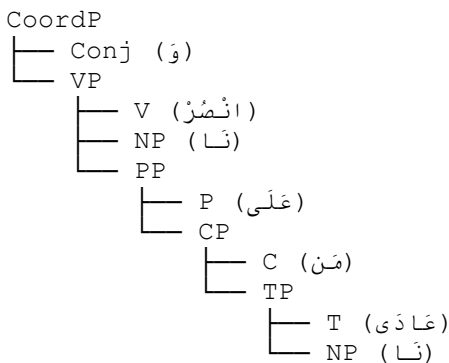 CoordP
├── Conj (وَ)
└── VP
    ├── V (انْصُرْ)
    ├── NP (نَا)
    └── PP
        ├── P (عَلَى)
        └── CP
            ├── C (مَن)
            └── TP
                ├── T (عَادَى)
                └── NP (نَا)